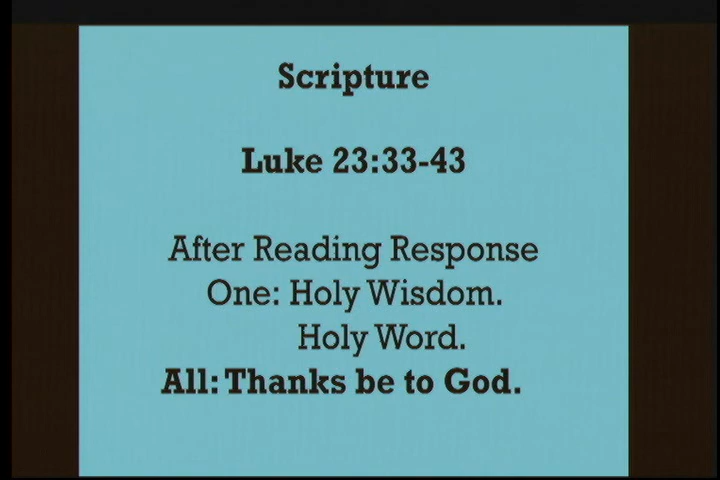 Scripture
Luke 23:33-43
After Reading Response
One: Holy Wisdom.
Holy Word.
All: Thanks be to God.